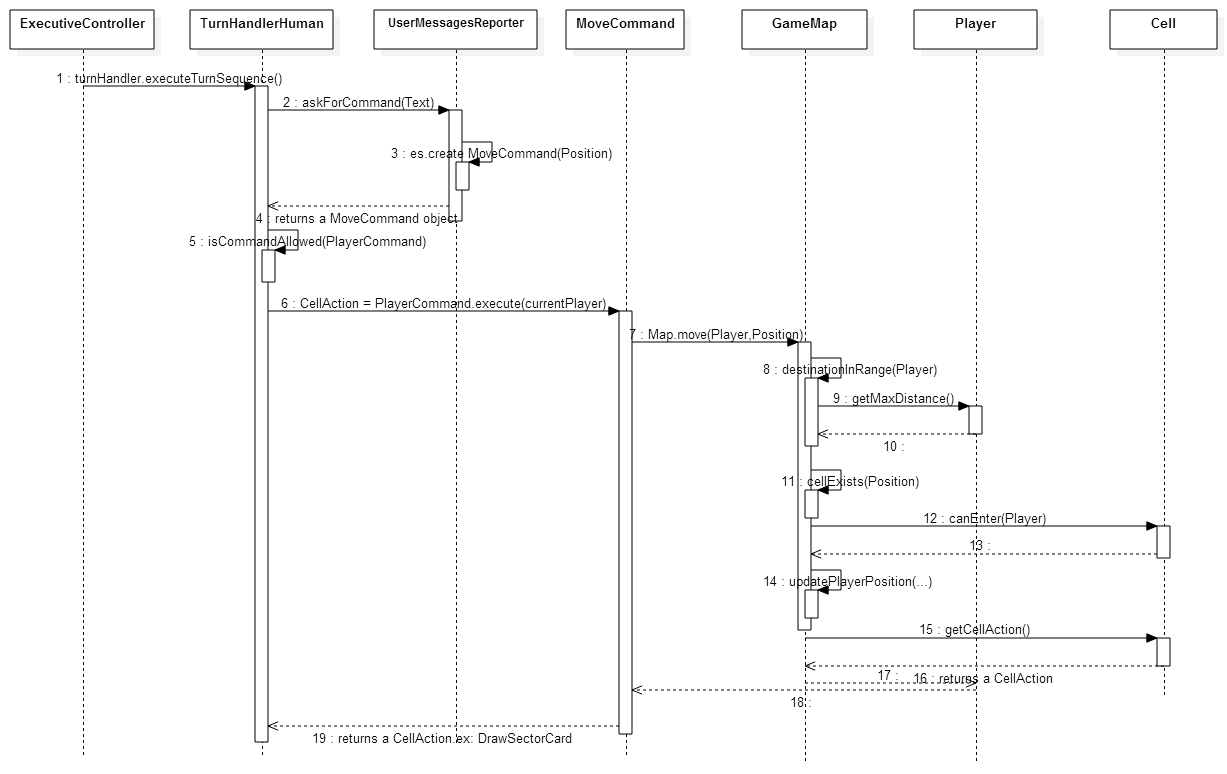 ExecutiveController
TurnHandlerHuman
UserMessagesReporter
MoveCommand
GameMap
Player
Cell
1 : turnHandler.executeTurnSequence()
2 : askForCommand(Text)
3 : es.create MoveCommand(Position)
4 : returns a MoveCommand object
5 : isCommandAllowed(PlayerCommand)
6 : CellAction = PlayerCommand.execute(currentPlayer)
7 : Map.move(Player,Position)
8 : destinationInRange(Player)
9 : getMaxDistance()
10 :
11 : cellExists(Position)
12 : canEnter(Player)
13 :
14 : updatePlayerPosition(...)
15 : getCellAction()
17 :
16 : returns a CellAction
18 :
19 : returns a CellAction.ex: DrawSectorCard